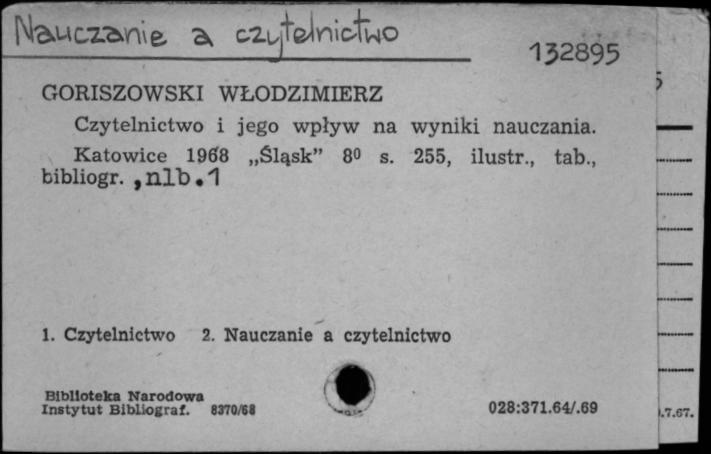 Nauczanie a czytelnictwo
132895
GORISZOWSKI WŁODZIMIERZ
Czytelnictwo i jego wpływ na wyniki nauczania.
Katowice 1968 „Śląsk” 8⁰ s. 255, ilustr., tab.,
bibliogr. ,nlb.1
1. Czytelnictwo 2. Nauczanie a czytelnictwo
Biblioteka Narodowa
Instytut Bibliograf. 8370/68
028:371.64/.69
.7.67.